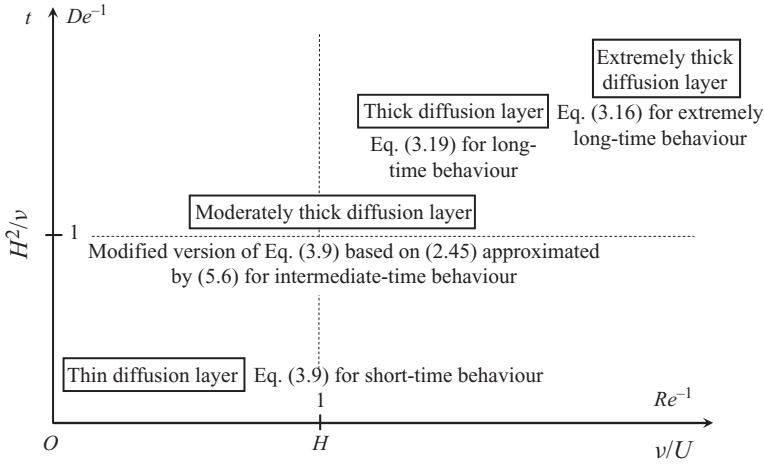 t De⁻¹
Extremely thick
diffusion layer
Thick diffusion layer
Eq. (3.16) for extremely
long-time behaviour
Eq. (3.19) for long-
time behaviour
Moderately thick diffusion layer
H²/ν
1
Modified version of Eq. (3.9) based on (2.45) approximated
by (5.6) for intermediate-time behaviour
Thin diffusion layer
Eq. (3.9) for short-time behaviour
1
Re⁻¹
O
H
ν/U